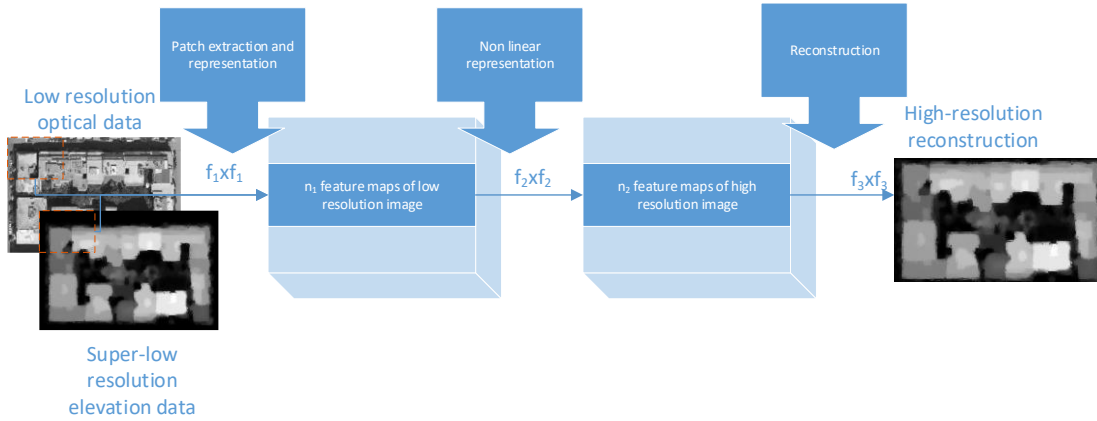 Patch extraction and
representation
Non linear
representation
Reconstruction
Low resolution
optical data
High-resolution
reconstruction
f₁xf₁
f₂xf₂
f₃xf₃
n₁ feature maps of low
resolution image
n₂ feature maps of high
resolution image
Super-low
resolution
elevation data